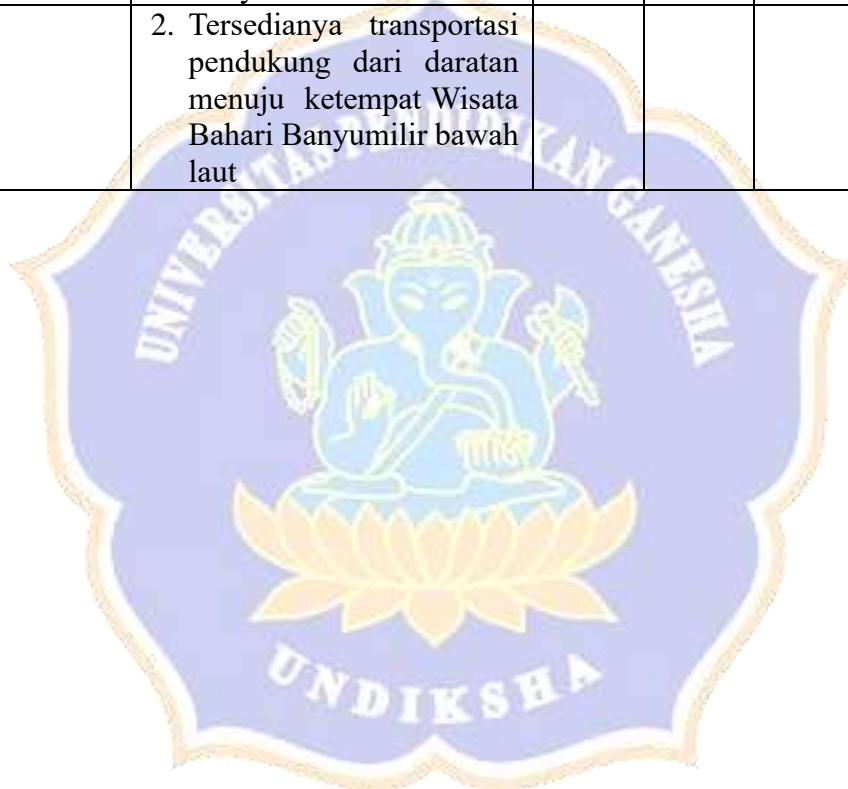 2. Tersedianya transportasi
pendukung dari daratan
menuju ketempat Wisata
Bahari Banyumilir bawah
laut
UNIVERSITAS PENDIDIKAN GANESHA
UNDIKSHA